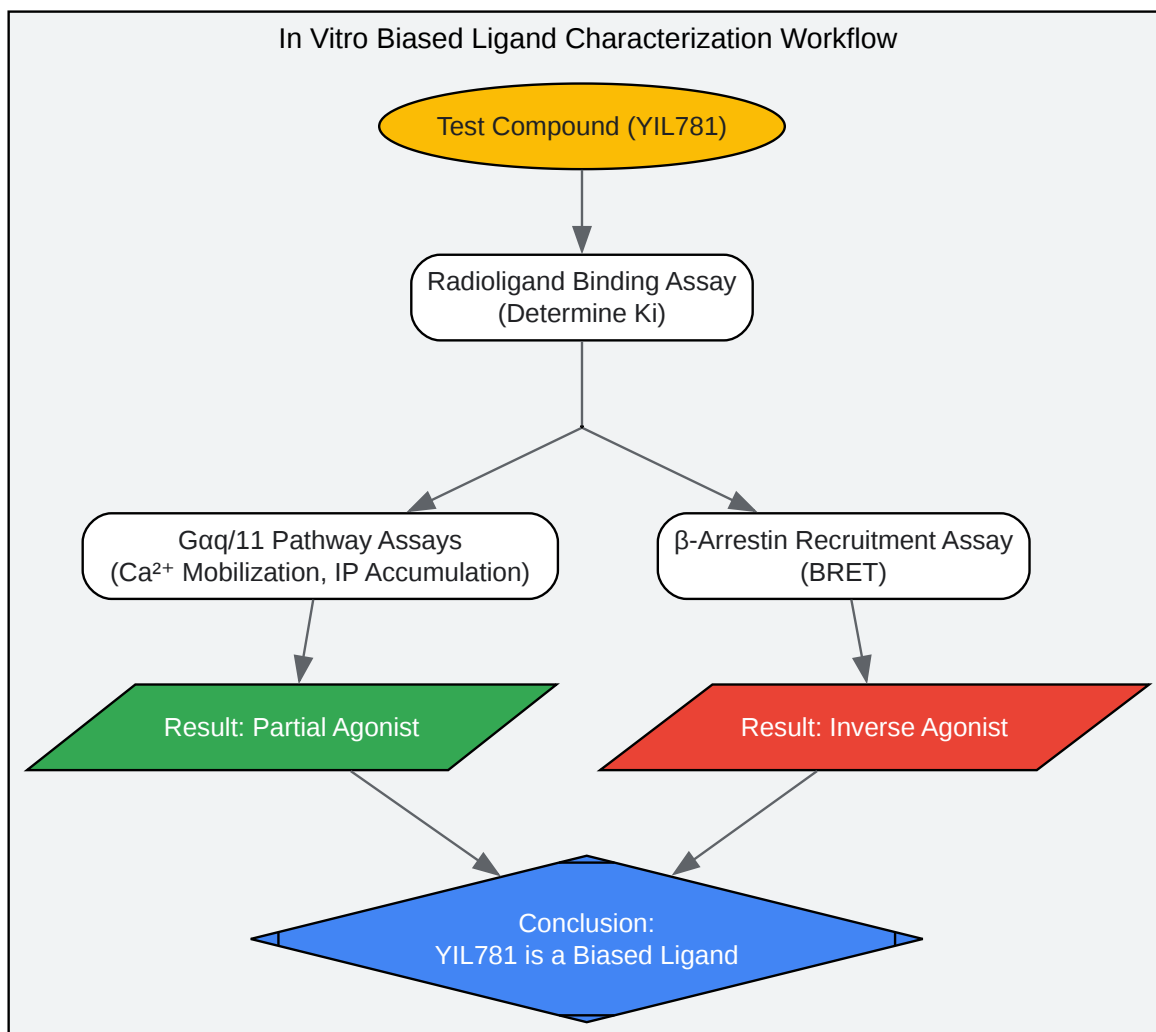 In Vitro Biased Ligand Characterization Workflow
Test Compound (YIL781)
Radioligand Binding Assay
(Determine Ki)
Gαq/11 Pathway Assays
(Ca²⁺ Mobilization, IP Accumulation)
β-Arrestin Recruitment Assay
(BRET)
Result: Partial Agonist
Result: Inverse Agonist
Conclusion:
YIL781 is a Biased Ligand